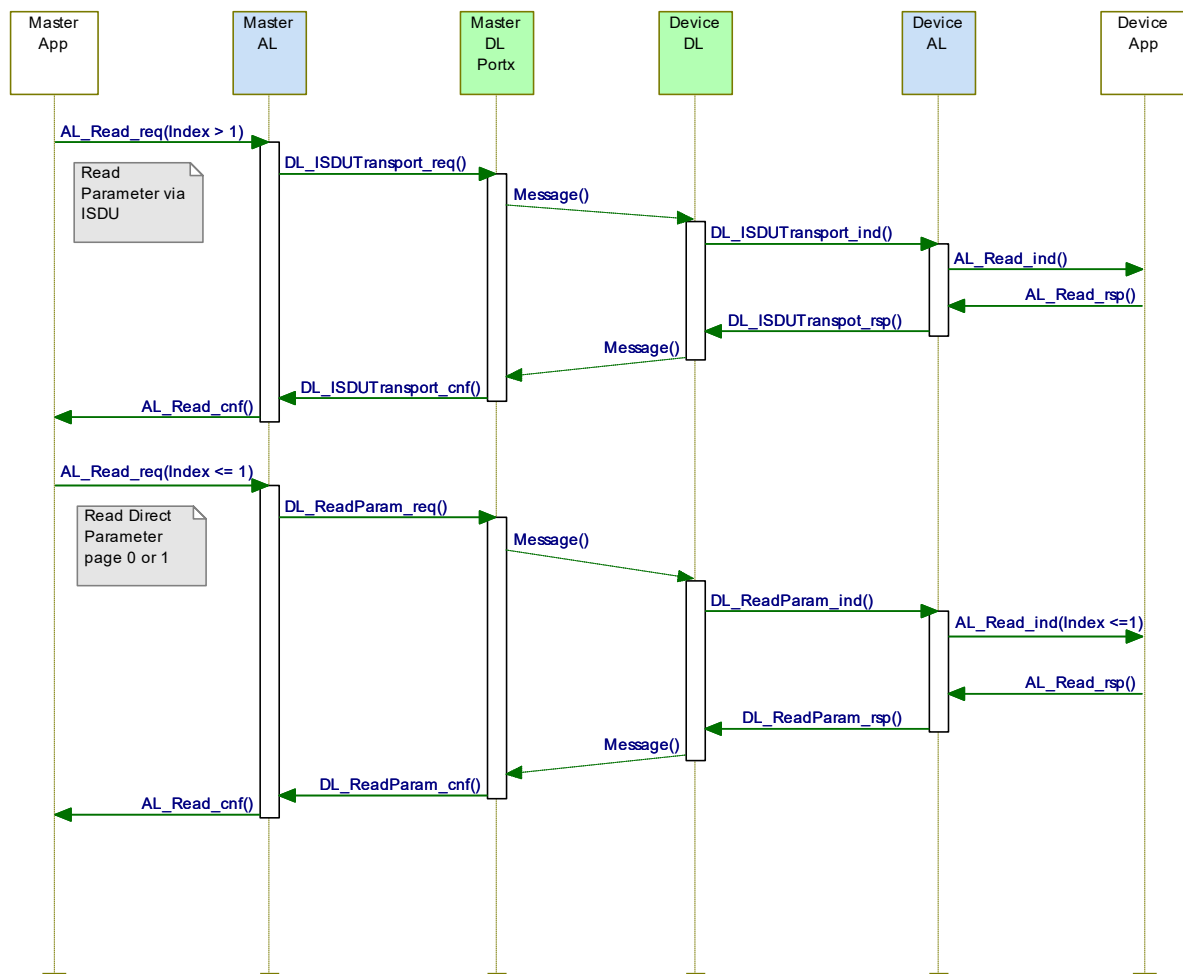 Master
App
Master
AL
Master
DL
Portx
Device
DL
Device
AL
Device
App
AL_Read_req(Index > 1)
Read
Parameter via
ISDU
DL_ISDUTransport_req()
Message()
DL_ISDUTransport_ind()
AL_Read_ind()
AL_Read_rsp()
DL_ISDUTranspot_rsp()
Message()
DL_ISDUTransport_cnf()
AL_Read_cnf()
AL_Read_req(Index <= 1)
Read Direct
Parameter
page 0 or 1
DL_ReadParam_req()
Message()
DL_ReadParam_ind()
AL_Read_ind(Index <=1)
AL_Read_rsp()
DL_ReadParam_rsp()
Message()
DL_ReadParam_cnf()
AL_Read_cnf()